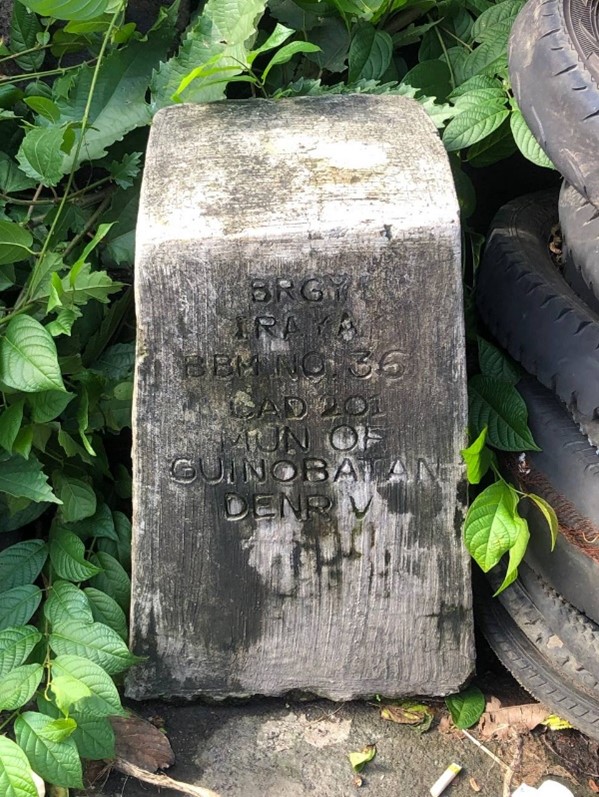 BRGY
IRAYA
BBM NO. 36
CAD 201
MUN OF
GUINOBATAN
DENR V